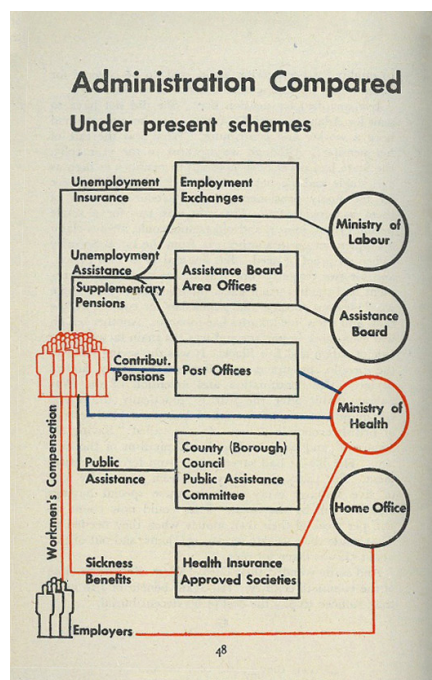 Administration Compared
Under present schemes
Unemployment
Insurance
Employment
Exchanges
Ministry of
Labour
Unemployment
Assistance
Supplementary
Pensions
Assistance Board
Area Offices
Assistance
Board
Contribut.
Pensions
Post Offices
Ministry of
Health
Workmen's Compensation
Public
Assistance
County (Borough)
Council
Public Assistance
Committee
Home Office
Sickness
Benefits
Health Insurance
Approved Societies
Employers
48